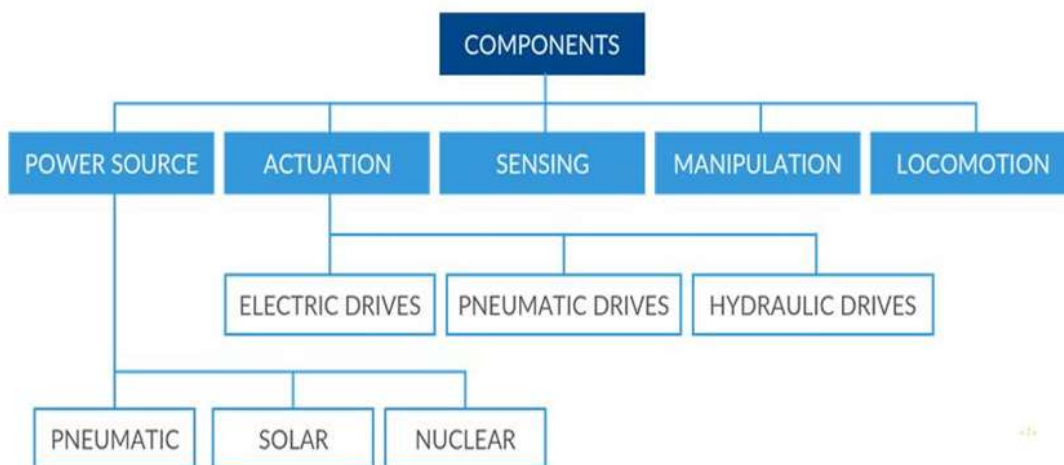 COMPONENTS
POWER SOURCE
ACTUATION
SENSING
MANIPULATION
LOCOMOTION
ELECTRIC DRIVES
PNEUMATIC DRIVES
HYDRAULIC DRIVES
PNEUMATIC
SOLAR
NUCLEAR